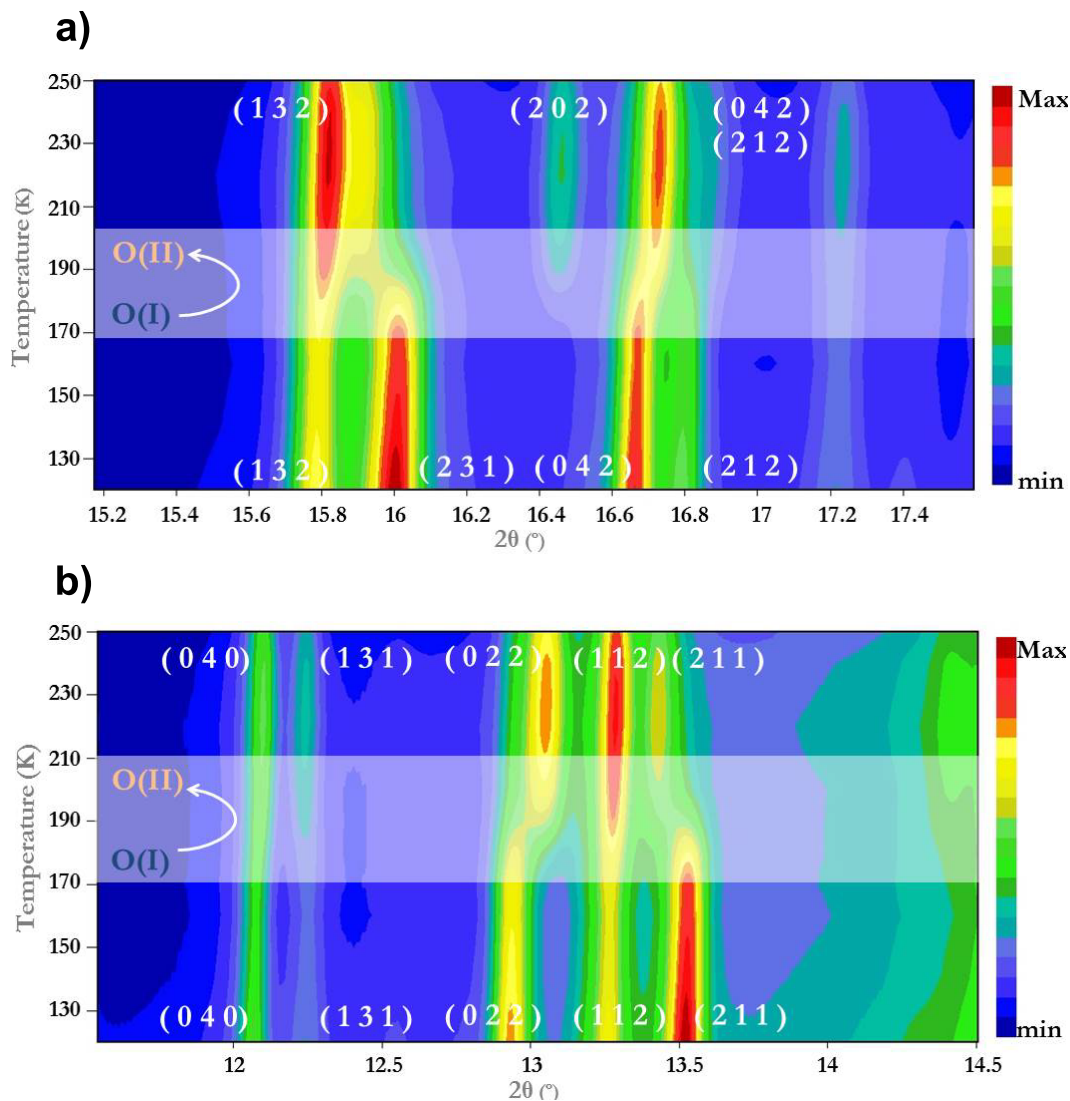 a)
250
230
210
190
170
150
130
Temperature (K)
(1 3 2) (2 0 2) (0 4 2)
(2 1 2)
O(II)
O(I)
(1 3 2) (2 3 1) (0 4 2) (2 1 2)
15.2 15.4 15.6 15.8 16 16.2 16.4 16.6 16.8 17 17.2 17.4
2θ (°)
Max
min
b)
250
230
210
190
170
150
130
Temperature (K)
(0 4 0) (1 3 1) (0 2 2) (1 1 2) (2 1 1)
O(II)
O(I)
(0 4 0) (1 3 1) (0 2 2) (1 1 2) (2 1 1)
12 12.5 13 13.5 14 14.5
2θ (°)
Max
min